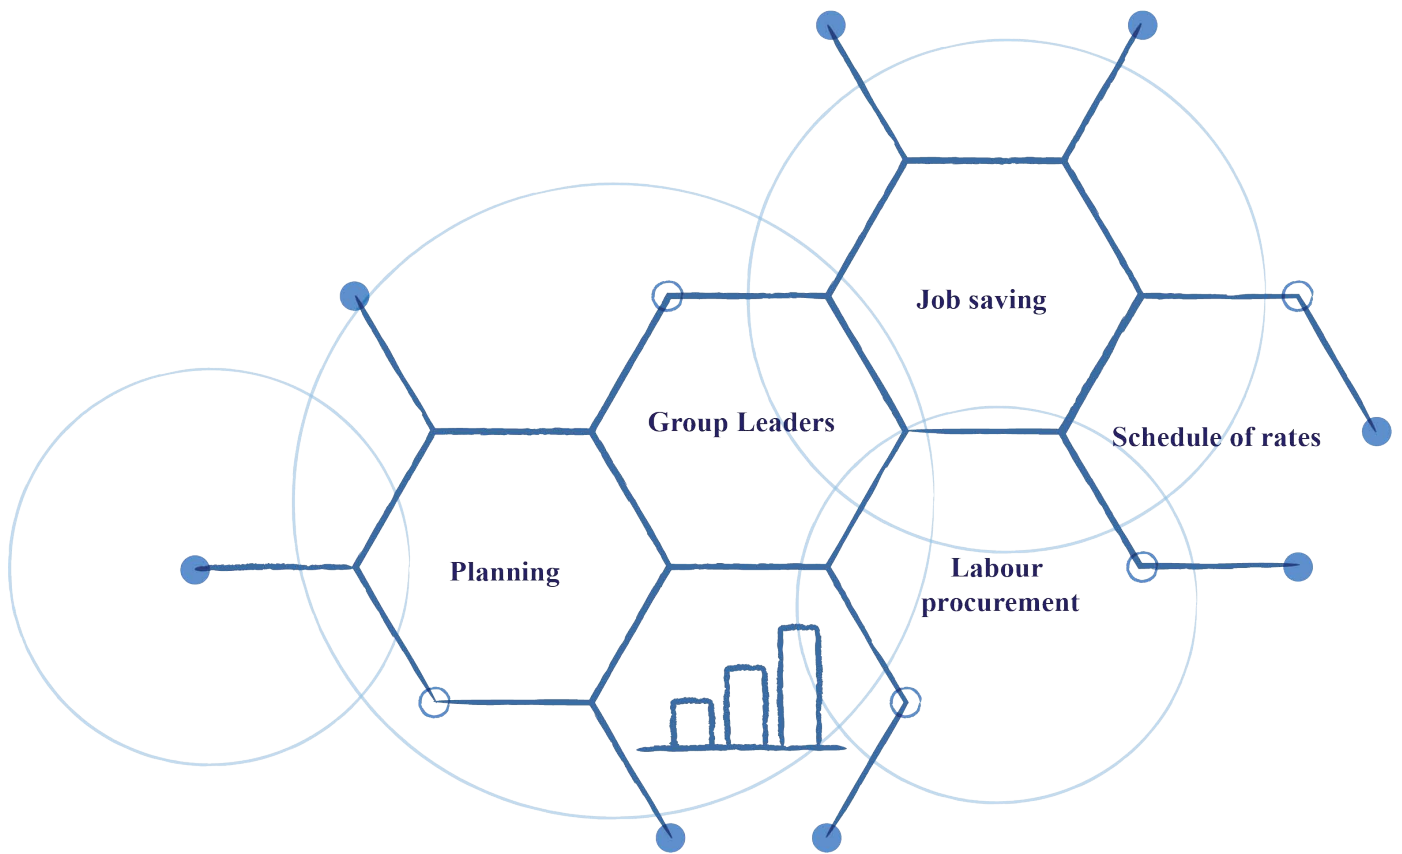 Job saving
Group Leaders
Schedule of rates
Planning
Labour
procurement